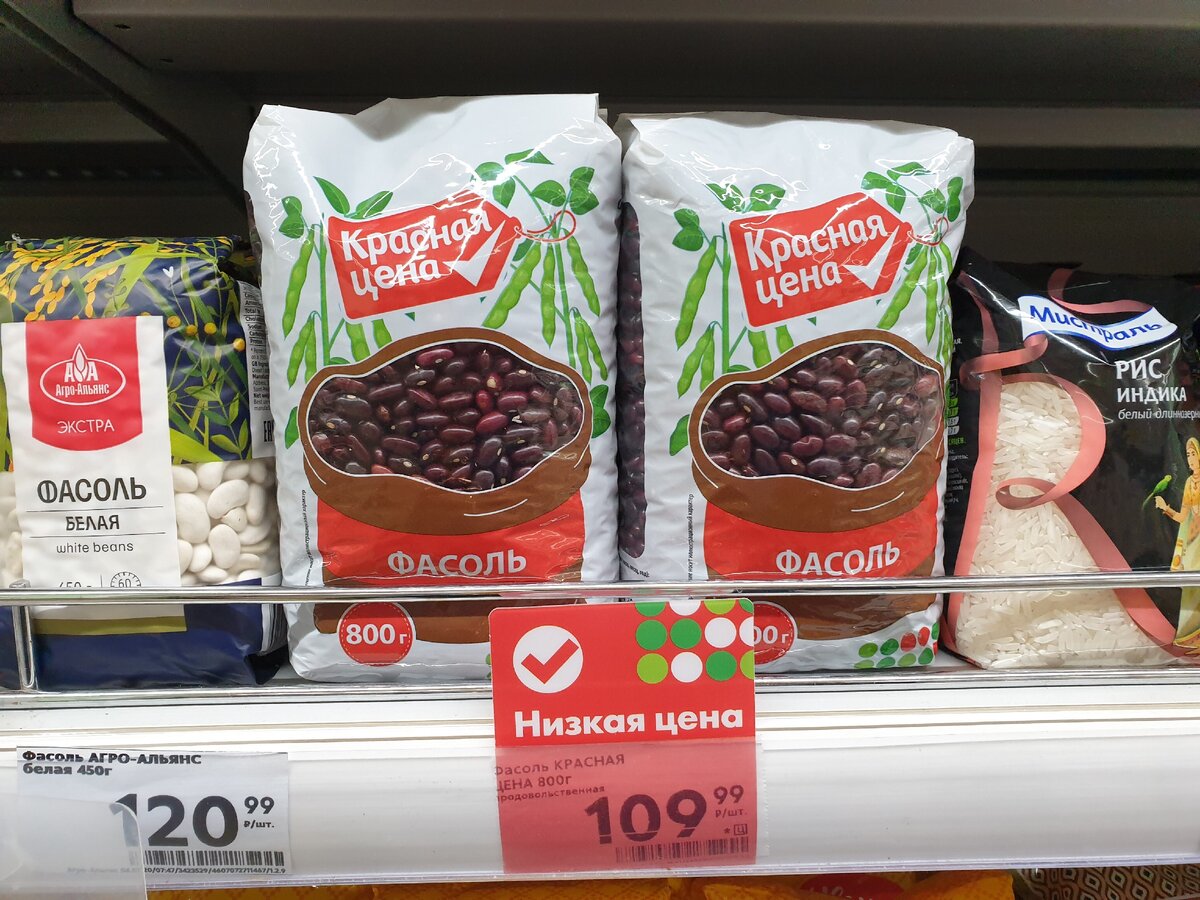 Агро-Альянс
ЭКСТРА
ФАСОЛЬ
БЕЛАЯ
white beans
Красная
цена
ФАСОЛЬ
800 г
Красная
цена
ФАСОЛЬ
Мистраль
РИС
ИНДИКА
Низкая цена
Фасоль АГРО-АЛЬЯНС
белая 450г
120 99
₽/шт.
Фасоль КРАСНАЯ
ЦЕНА 800г
продовольственная
109 99
₽/шт.